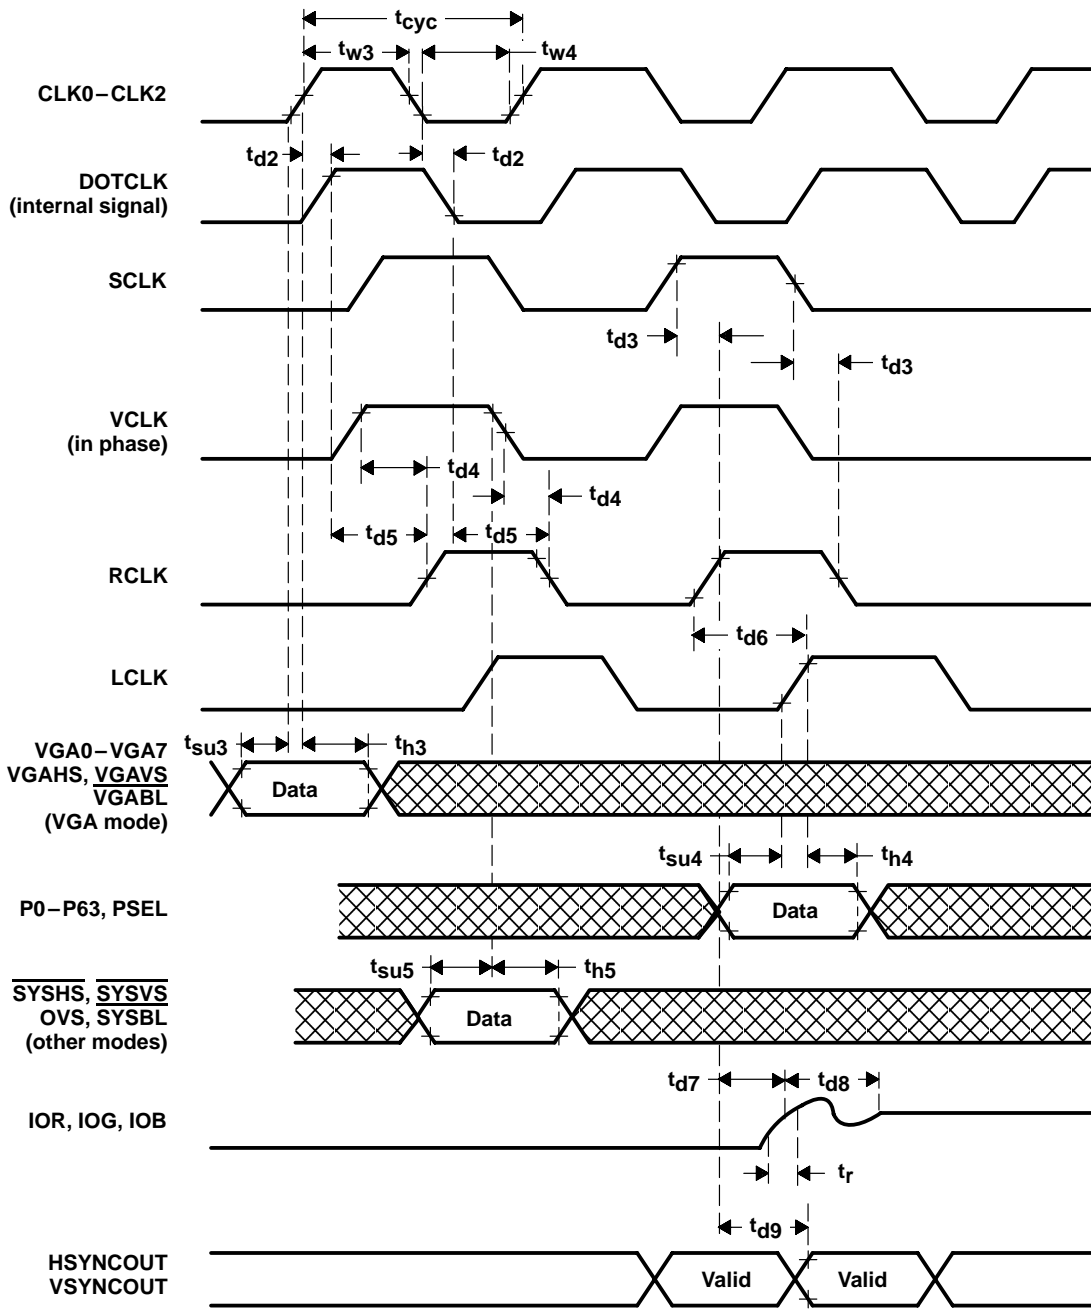 tcyc
tw3 tw4
CLK0–CLK2
td2 td2
DOTCLK
(internal signal)
SCLK
td3
td3
VCLK
(in phase)
td4
td4
td5 td5
RCLK
td6
LCLK
tsu3 th3
VGA0–VGA7
VGAHS, VGAVS
VGABL
(VGA mode)
Data
tsu4 th4
P0–P63, PSEL
Data
tsu5 th5
SYSHS, SYSVS
OVS, SYSBL
(other modes)
Data
td7 td8
IOR, IOG, IOB
tr
td9
HSYNCOUT
VSYNCOUT
Valid Valid